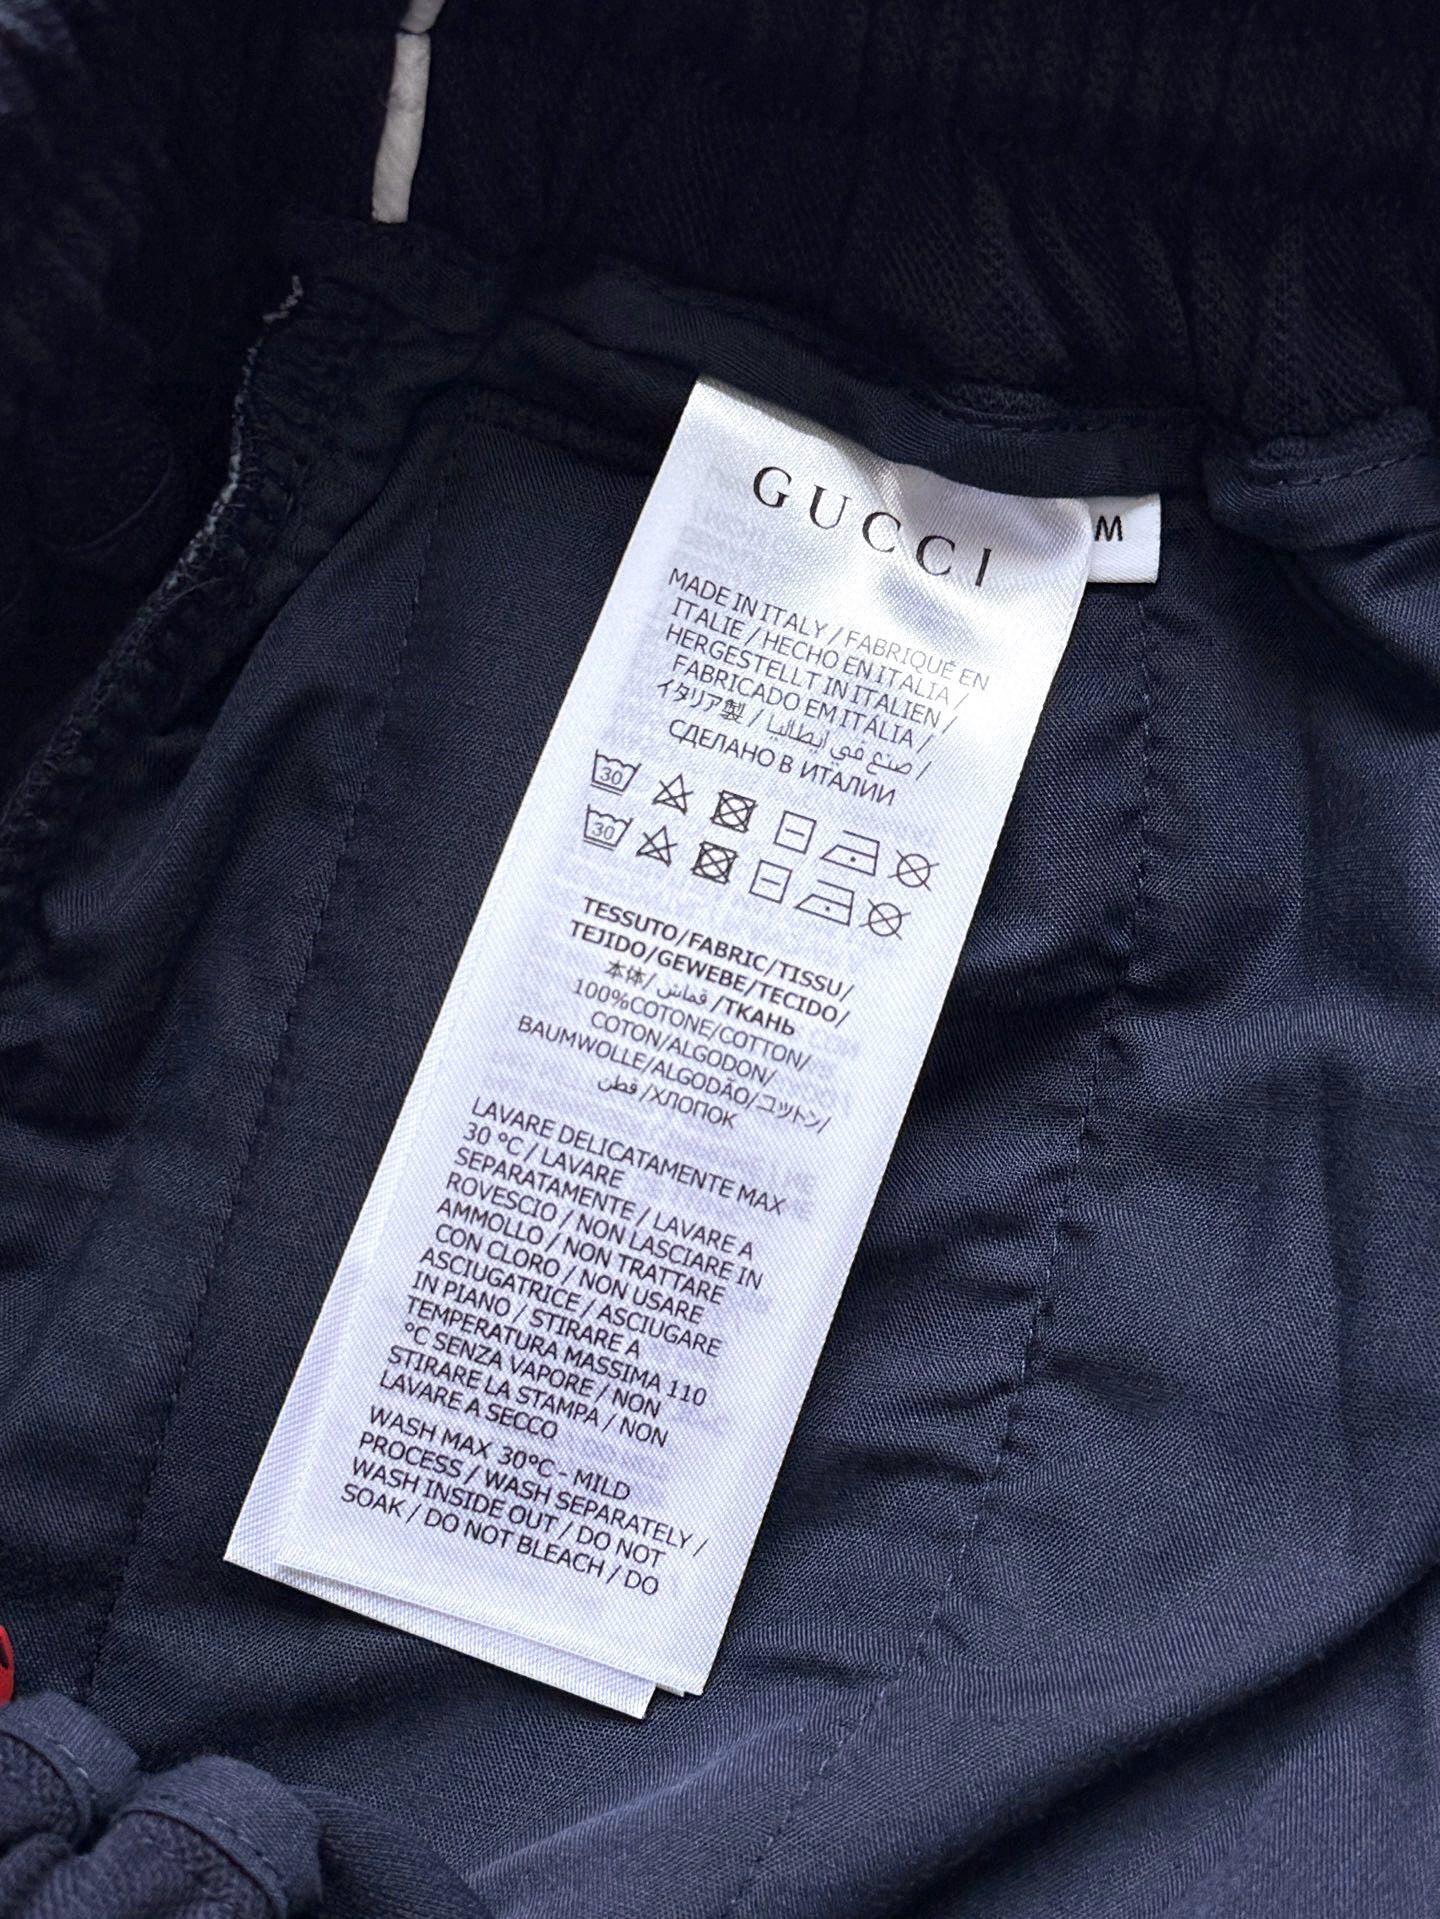 GUCCI
M
MADE IN ITALY / FABRIQUÉ EN
ITALIE / HECHO EN ITALIA /
HERGESTELLT IN ITALIEN /
FABRICADO EM ITÁLIA /
イタリア製 / صنع في إيطاليا /
СДЕЛАНО В ИТАЛИИ
30
30
TESSUTO/FABRIC/TISSU/
TEJIDO/GEWEBE/TECIDO/
本体/ قماش /ТКАНЬ
100%COTONE/COTTON/
COTON/ALGODON/
BAUMWOLLE/ALGODÃO/コットン/
قطن /ХЛОПОК
LAVARE DELICATAMENTE MAX
30 °C / LAVARE
SEPARATAMENTE / LAVARE A
ROVESCIO / NON LASCIARE IN
AMMOLLO / NON TRATTARE
CON CLORO / NON USARE
ASCIUGATRICE / ASCIUGARE
IN PIANO / STIRARE A
TEMPERATURA MASSIMA 110
°C SENZA VAPORE / NON
STIRARE LA STAMPA / NON
LAVARE A SECCO
WASH MAX 30°C - MILD
PROCESS / WASH SEPARATELY /
WASH INSIDE OUT / DO NOT
SOAK / DO NOT BLEACH / DO